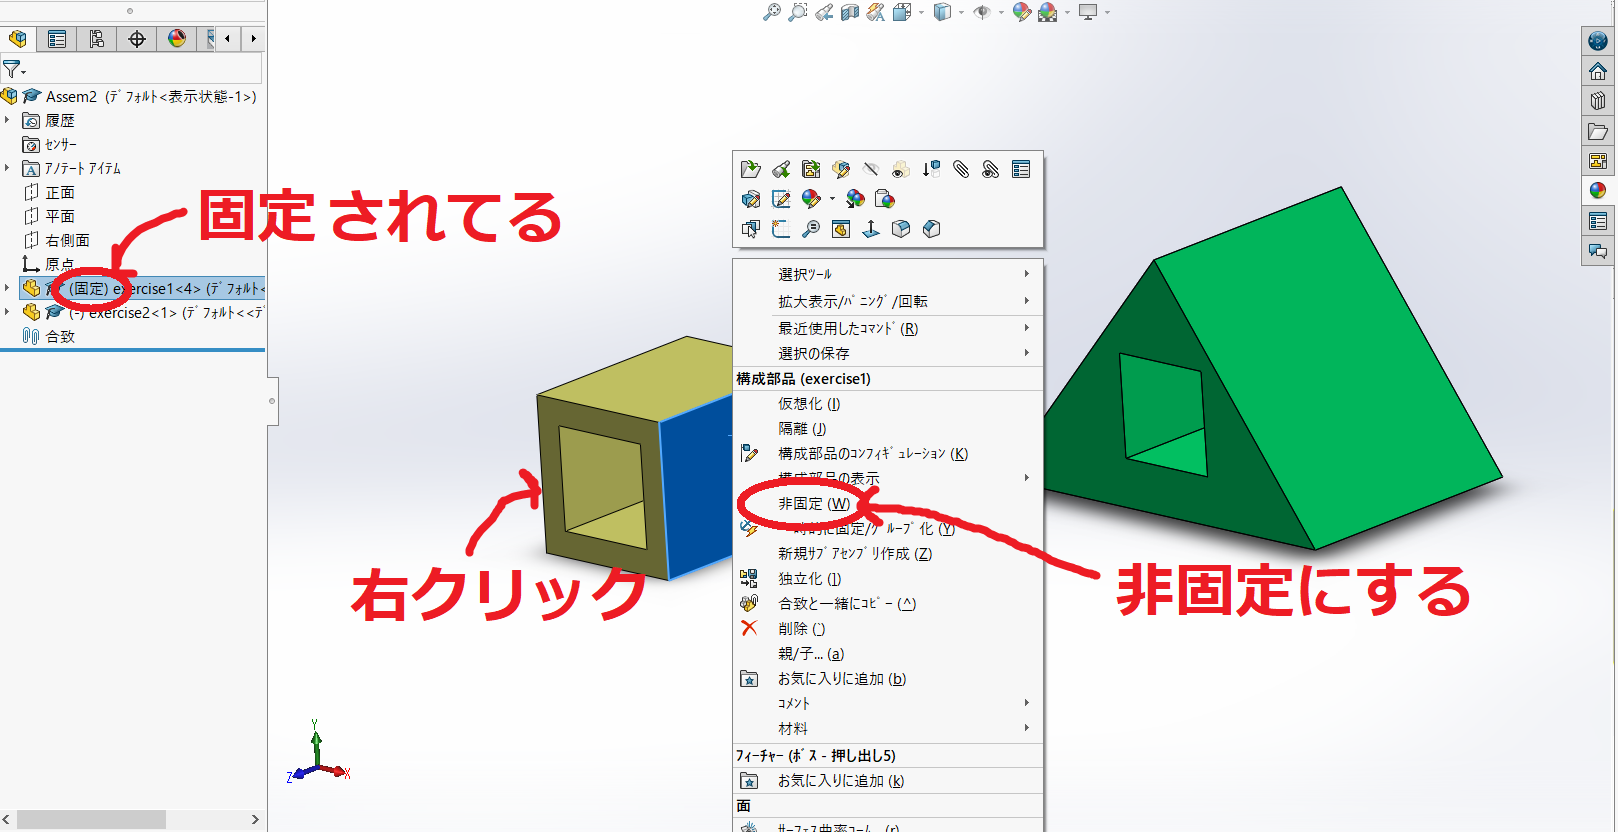 Assem2 (ﾃﾞﾌｫﾙﾄ<表示状態-1>)
履歴
ｾﾝｻｰ
ｱﾉﾃｰﾄ ｱｲﾃﾑ
正面
平面
右側面
原点
(固定) exercise1<4> (ﾃﾞﾌｫﾙﾄ<
(-) exercise2<1> (ﾃﾞﾌｫﾙﾄ<<ﾃﾞ
合致
固定 されてる
右クリック
選択ﾂｰﾙ
拡大表示/ﾊﾟﾆﾝｸﾞ/回転
最近使用したｺﾏﾝﾄﾞ(R)
選択の保存
構成部品 (exercise1)
仮想化 (I)
隔離 (J)
構成部品のｺﾝﾌｨｷﾞｭﾚｰｼｮﾝ (K)
構成部品の表示
非固定 (W)
一時的に固定/ｸﾞﾙｰﾌﾟ化 (Y)
新規ｻﾌﾞｱｾﾝﾌﾞﾘ作成 (Z)
独立化 (])
合致と一緒にｺﾋﾟｰ (^)
削除 (`)
親/子... (a)
お気に入りに追加 (b)
ｺﾒﾝﾄ
材料
ﾌｨｰﾁｬｰ (ﾎﾞｽ - 押し出し5)
お気に入りに追加 (k)
面
ｻｰﾌｪｽ曲率ｺｰﾑ... (r)
非固定にする
Y
Z
X